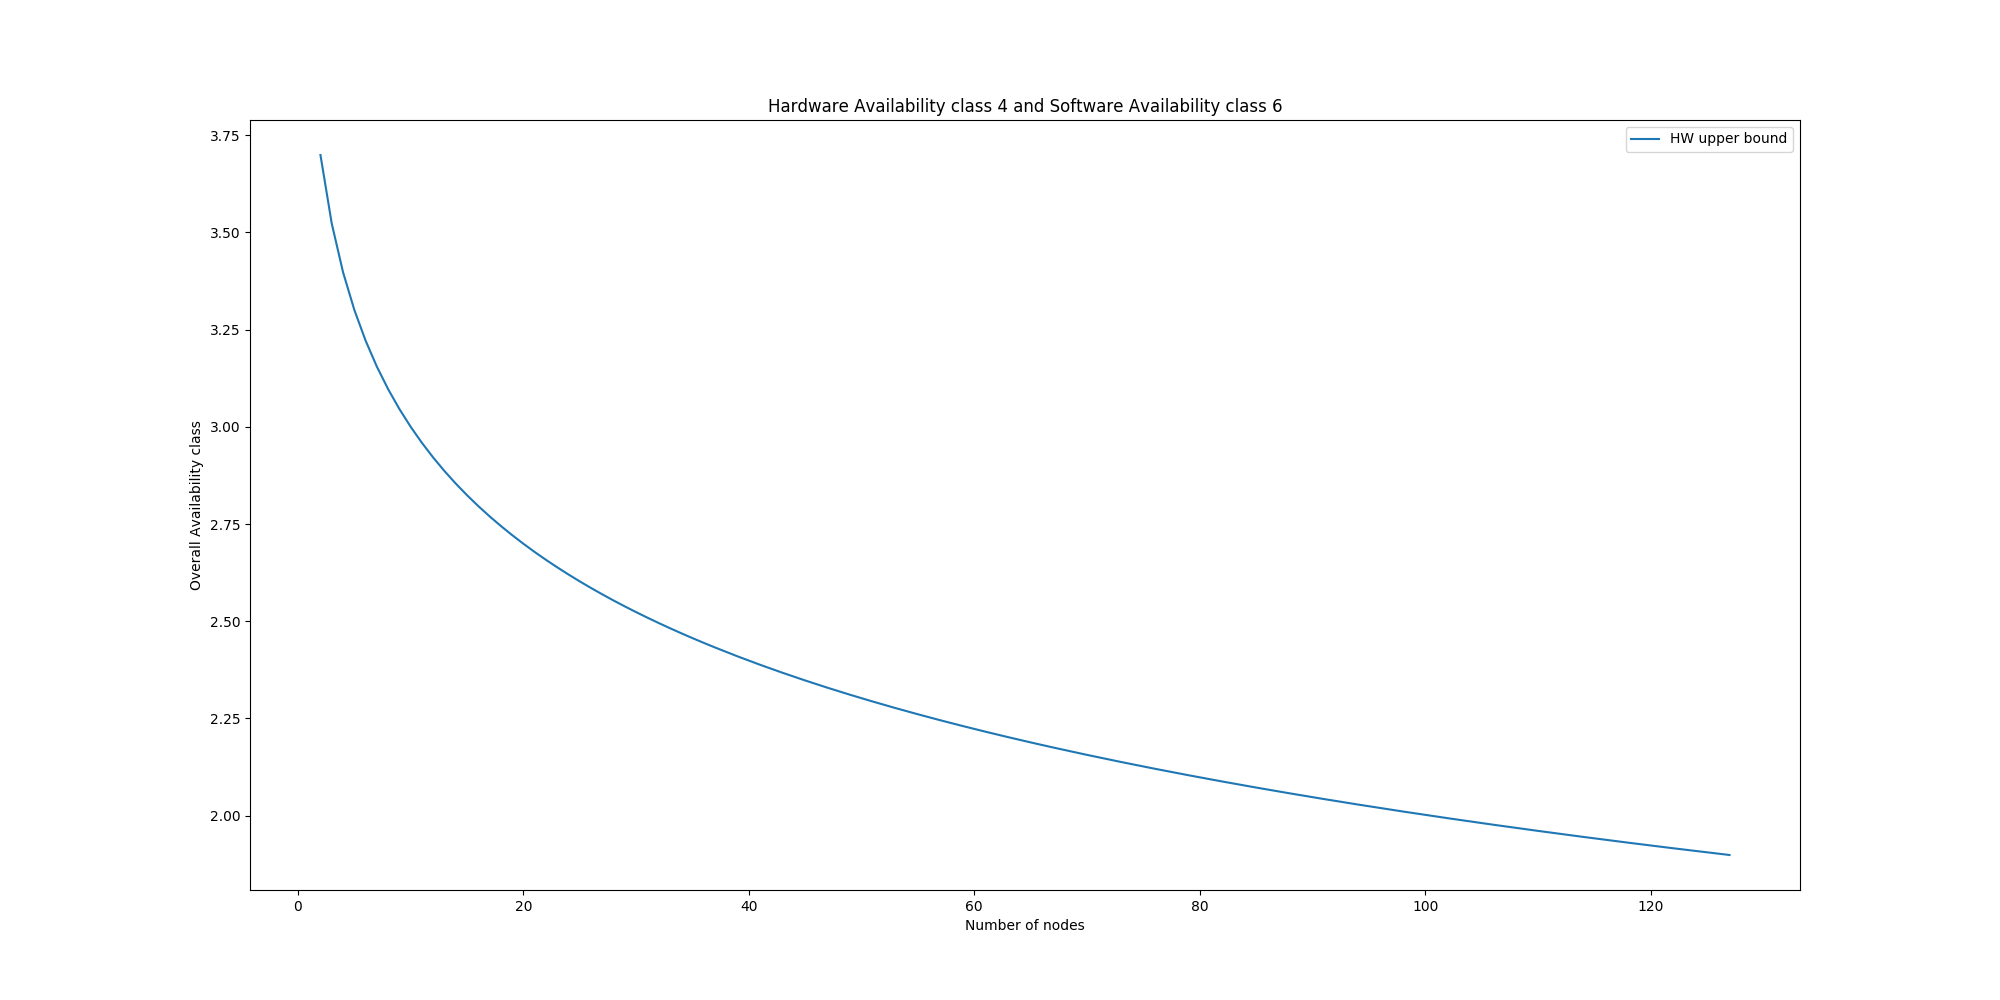 Hardware Availability class 4 and Software Availability class 6
HW upper bound
3.75
3.50
3.25
3.00
2.75
2.50
2.25
2.00
Overall Availability class
0 20 40 60 80 100 120
Number of nodes